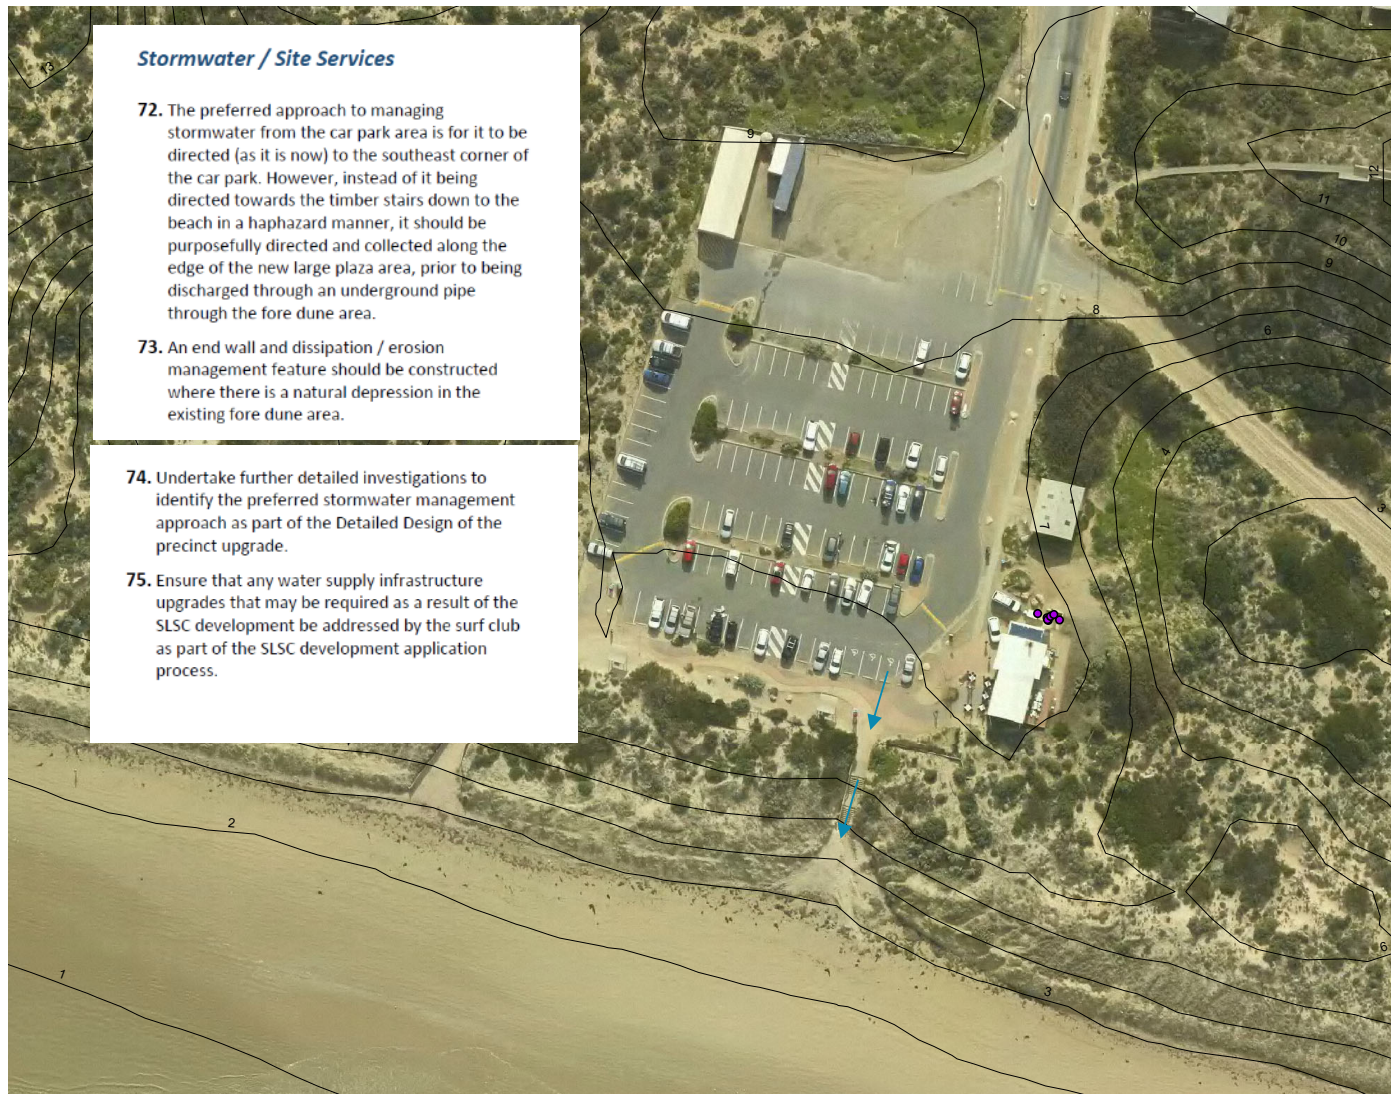 Stormwater / Site Services
72. The preferred approach to managing
stormwater from the car park area is for it to be
directed (as it is now) to the southeast corner of
the car park. However, instead of it being
directed towards the timber stairs down to the
beach in a haphazard manner, it should be
purposefully directed and collected along the
edge of the new large plaza area, prior to being
discharged through an underground pipe
through the fore dune area.
73. An end wall and dissipation / erosion
management feature should be constructed
where there is a natural depression in the
existing fore dune area.
74. Undertake further detailed investigations to
identify the preferred stormwater management
approach as part of the Detailed Design of the
precinct upgrade.
75. Ensure that any water supply infrastructure
upgrades that may be required as a result of the
SLSC development be addressed by the surf club
as part of the SLSC development application
process.
13
9
12
11
10
9
8
6
4
3
7
2
6
1
3